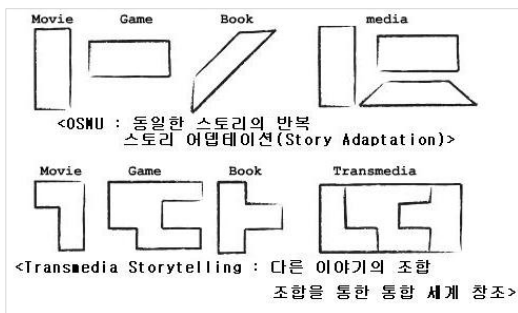 Movie Game Book media
<OSMU : 동일한 스토리의 반복
스토리 어뎁테이션(Story Adaptation)>
Movie Game Book Transmedia
<Transmedia Storytelling : 다른 이야기의 조합
조합을 통한 통합 세계 창조>